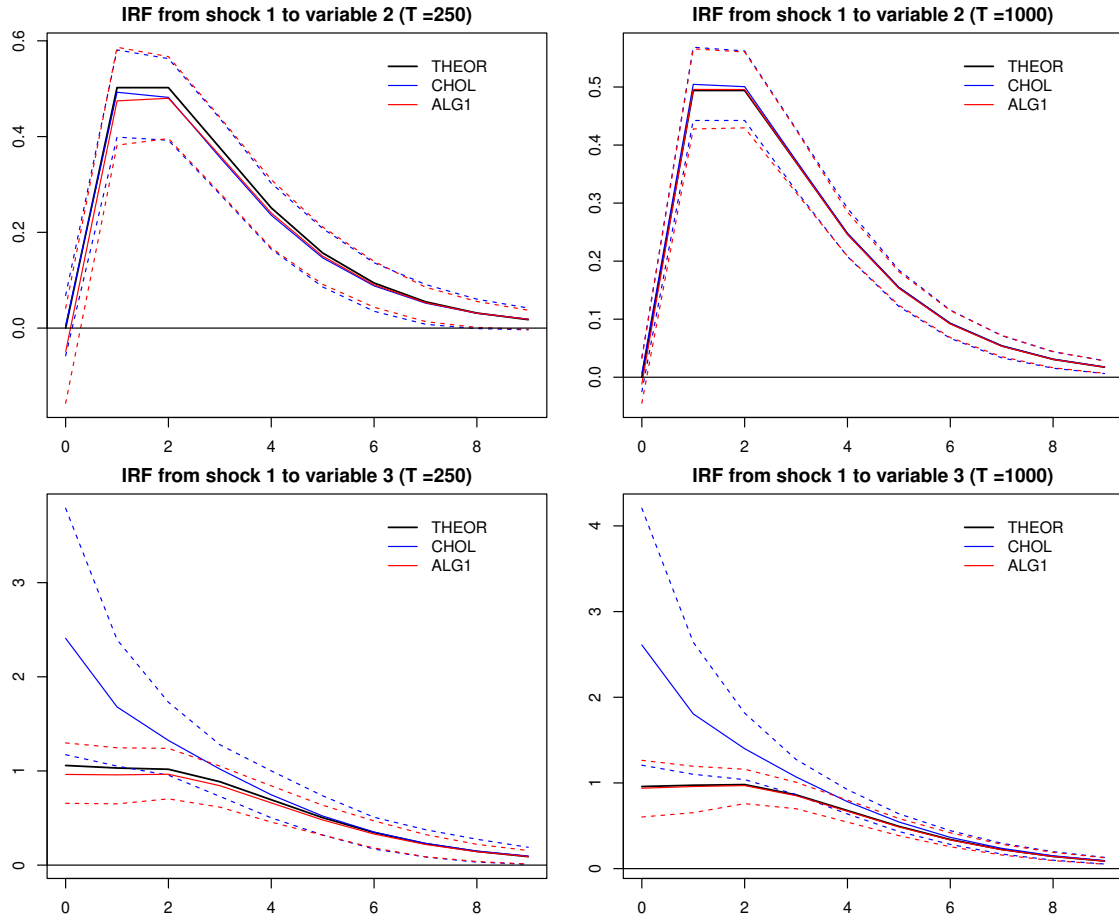 IRF from shock 1 to variable 2 (T =250)
THEOR
CHOL
ALG1
0.6
0.4
0.2
0.0
0 2 4 6 8
IRF from shock 1 to variable 2 (T =1000)
THEOR
CHOL
ALG1
0.5
0.4
0.3
0.2
0.1
0.0
0 2 4 6 8
IRF from shock 1 to variable 3 (T =250)
THEOR
CHOL
ALG1
3
2
1
0
0 2 4 6 8
IRF from shock 1 to variable 3 (T =1000)
THEOR
CHOL
ALG1
4
3
2
1
0
0 2 4 6 8